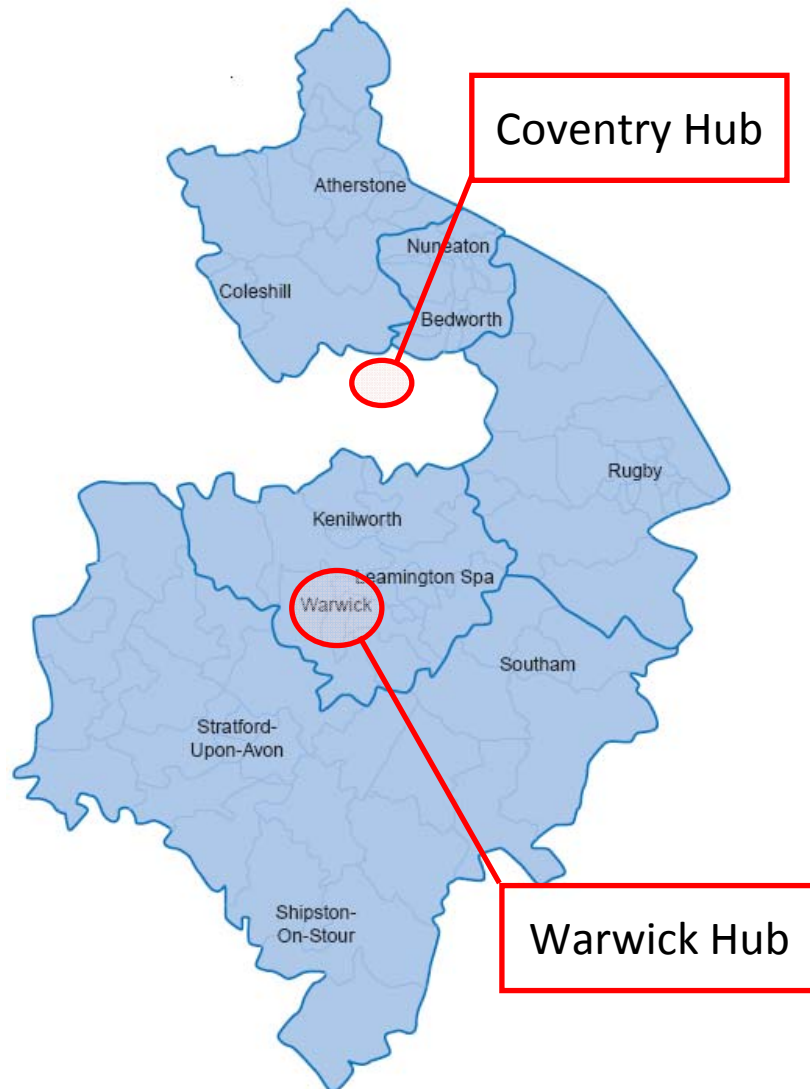 Coventry Hub
Atherstone
Nuneaton
Coleshill
Bedworth
Rugby
Kenilworth
Leamington Spa
Warwick
Southam
Stratford-
Upon-Avon
Shipston-
On-Stour
Warwick Hub